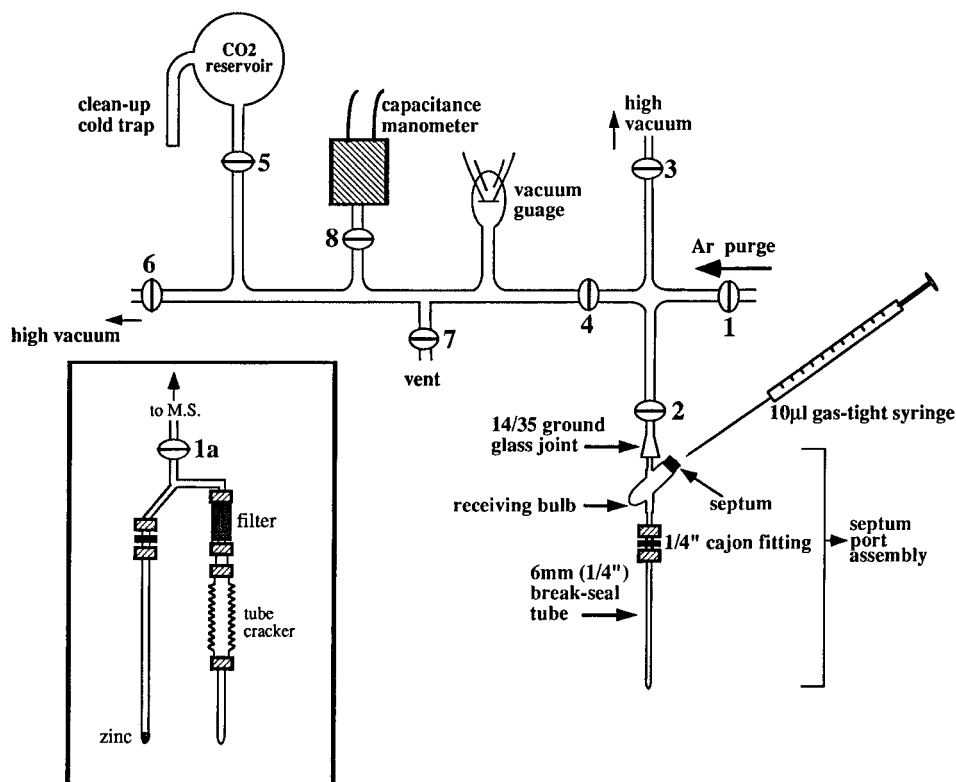 CO2
reservoir
clean-up
cold trap
5
capacitance
manometer
8
vacuum
guage
high
vacuum
3
Ar purge
1
6
high vacuum
7
vent
4
2
10µl gas-tight syringe
14/35 ground
glass joint
receiving bulb
septum
1/4" cajon fitting
septum
port
assembly
6mm (1/4")
break-seal
tube
to M.S.
1a
filter
tube
cracker
zinc